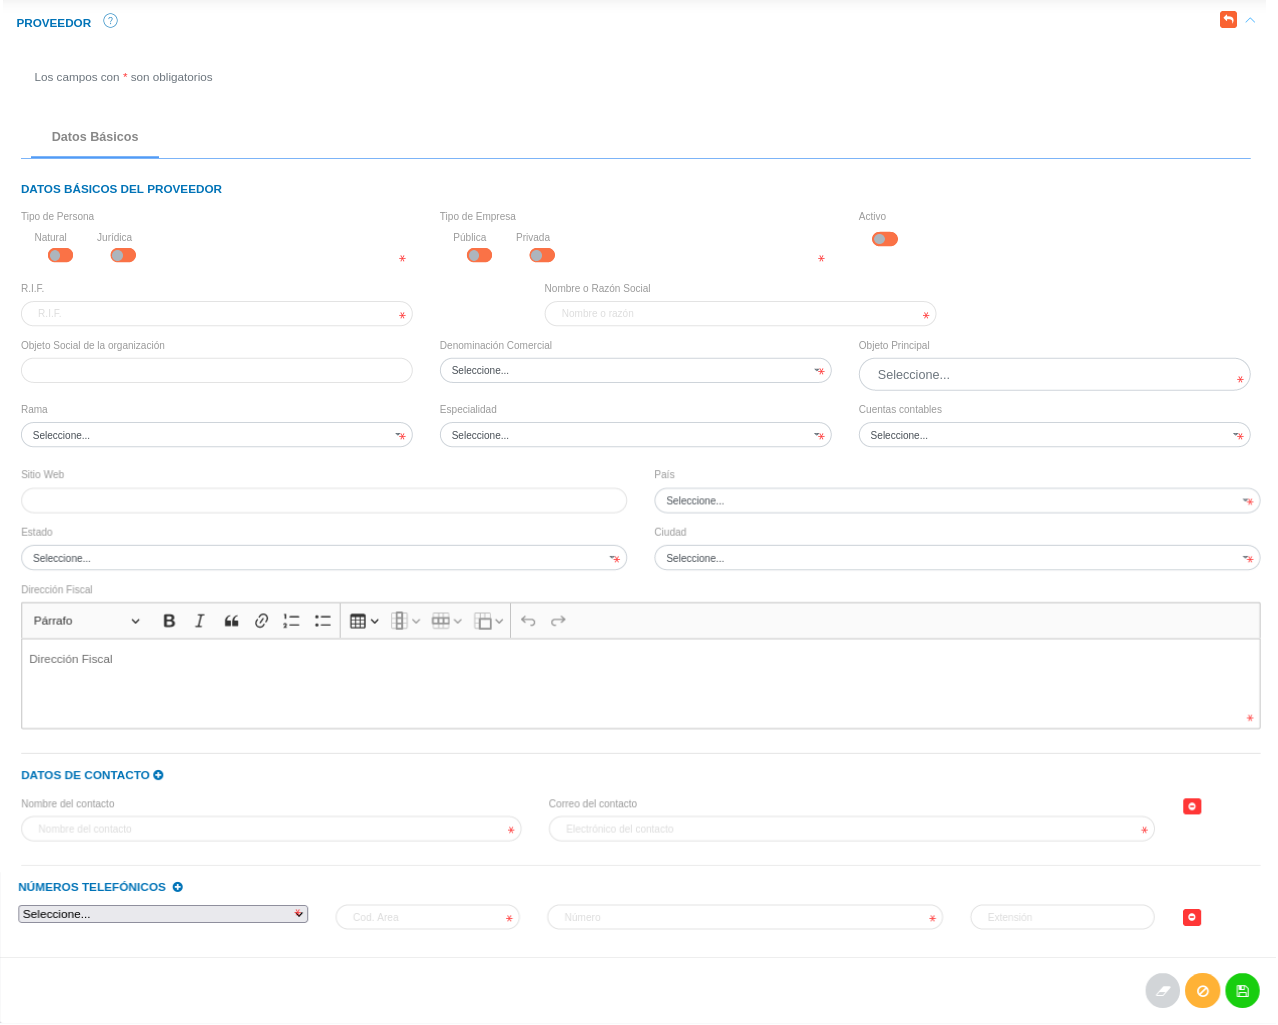 PROVEEDOR ?
Los campos con * son obligatorios
Datos Básicos
DATOS BÁSICOS DEL PROVEEDOR
Tipo de Persona Tipo de Empresa Activo
Natural Jurídica Pública Privada
* *
R.I.F. Nombre o Razón Social
R.I.F. * Nombre o razón *
Objeto Social de la organización Denominación Comercial Objeto Principal
Seleccione... * Seleccione... *
Rama Especialidad Cuentas contables
Seleccione... * Seleccione... * Seleccione... *
Sitio Web País
Seleccione... *
Estado Ciudad
Seleccione... * Seleccione... *
Dirección Fiscal
Párrafo B I
Dirección Fiscal
*
DATOS DE CONTACTO
Nombre del contacto Correo del contacto
Nombre del contacto * Electrónico del contacto *
NÚMEROS TELEFÓNICOS
Seleccione... * Cod. Area * Número * Extensión